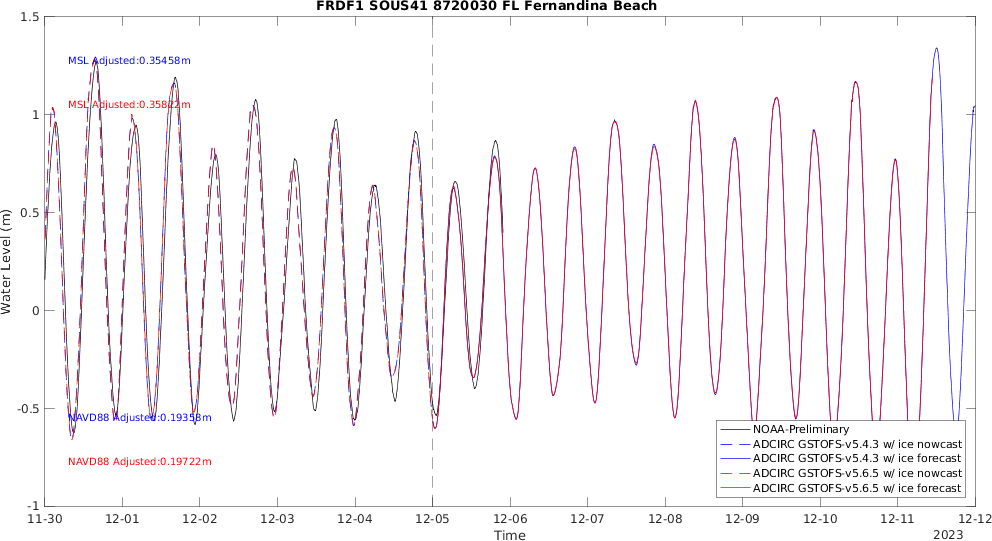 FRDF1 SOUS41 8720030 FL Fernandina Beach
1.5
MSL Adjusted:0.35458m
MSL Adjusted:0.35822m
1
0.5
Water Level (m)
0
-0.5
NAVD88 Adjusted:0.19358m
NAVD88 Adjusted:0.19722m
NOAA-Preliminary
ADCIRC GSTOFS-v5.4.3 w/ ice nowcast
ADCIRC GSTOFS-v5.4.3 w/ ice forecast
ADCIRC GSTOFS-v5.6.5 w/ ice nowcast
ADCIRC GSTOFS-v5.6.5 w/ ice forecast
-1
11-30 12-01 12-02 12-03 12-04 12-05 12-06 12-07 12-08 12-09 12-10 12-11 12-12
Time
2023